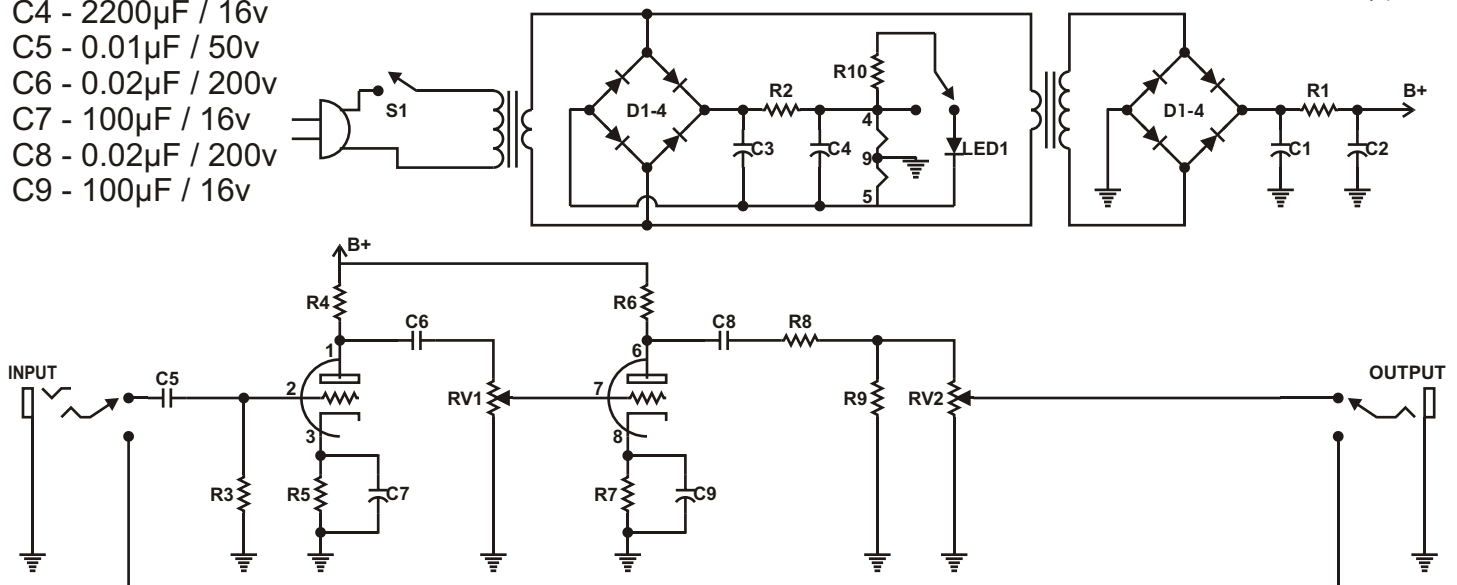 C4 - 2200µF / 16v
C5 - 0.01µF / 50v
C6 - 0.02µF / 200v
C7 - 100µF / 16v
C8 - 0.02µF / 200v
C9 - 100µF / 16v
S1
D1-4
R2
C3
C4
R10
4
9
5
LED1
D1-4
R1
B+
C1
C2
B+
R4
R6
C6
C8
R8
1
6
INPUT
C5
2
RV1
7
R9
RV2
OUTPUT
3
8
R3
R5
C7
R7
C9